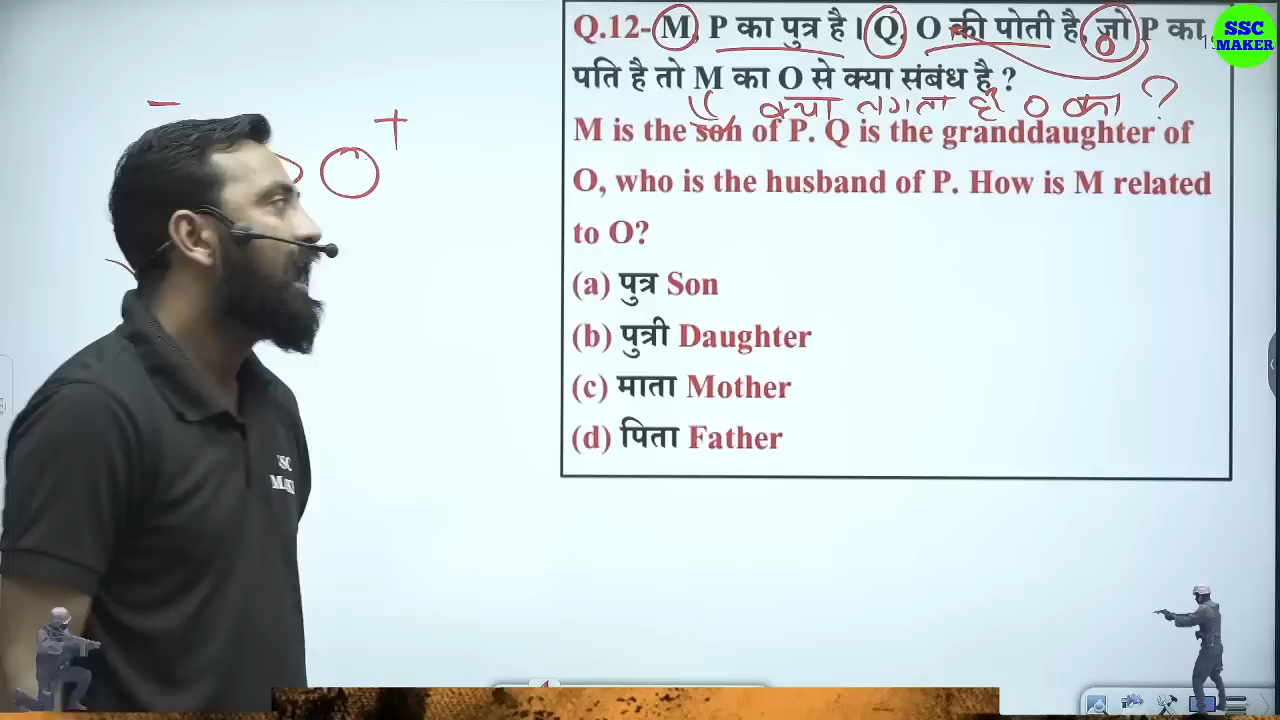 Q.12- M, P का पुत्र है। Q, O की पोती है, जो P का
SSC
MAKER
पति है तो M का O से क्या संबंध है ?
क्या लगता है O का ?
M is the son of P. Q is the granddaughter of
O, who is the husband of P. How is M related
to O?
(a) पुत्र Son
(b) पुत्री Daughter
(c) माता Mother
(d) पिता Father
- +
O
O